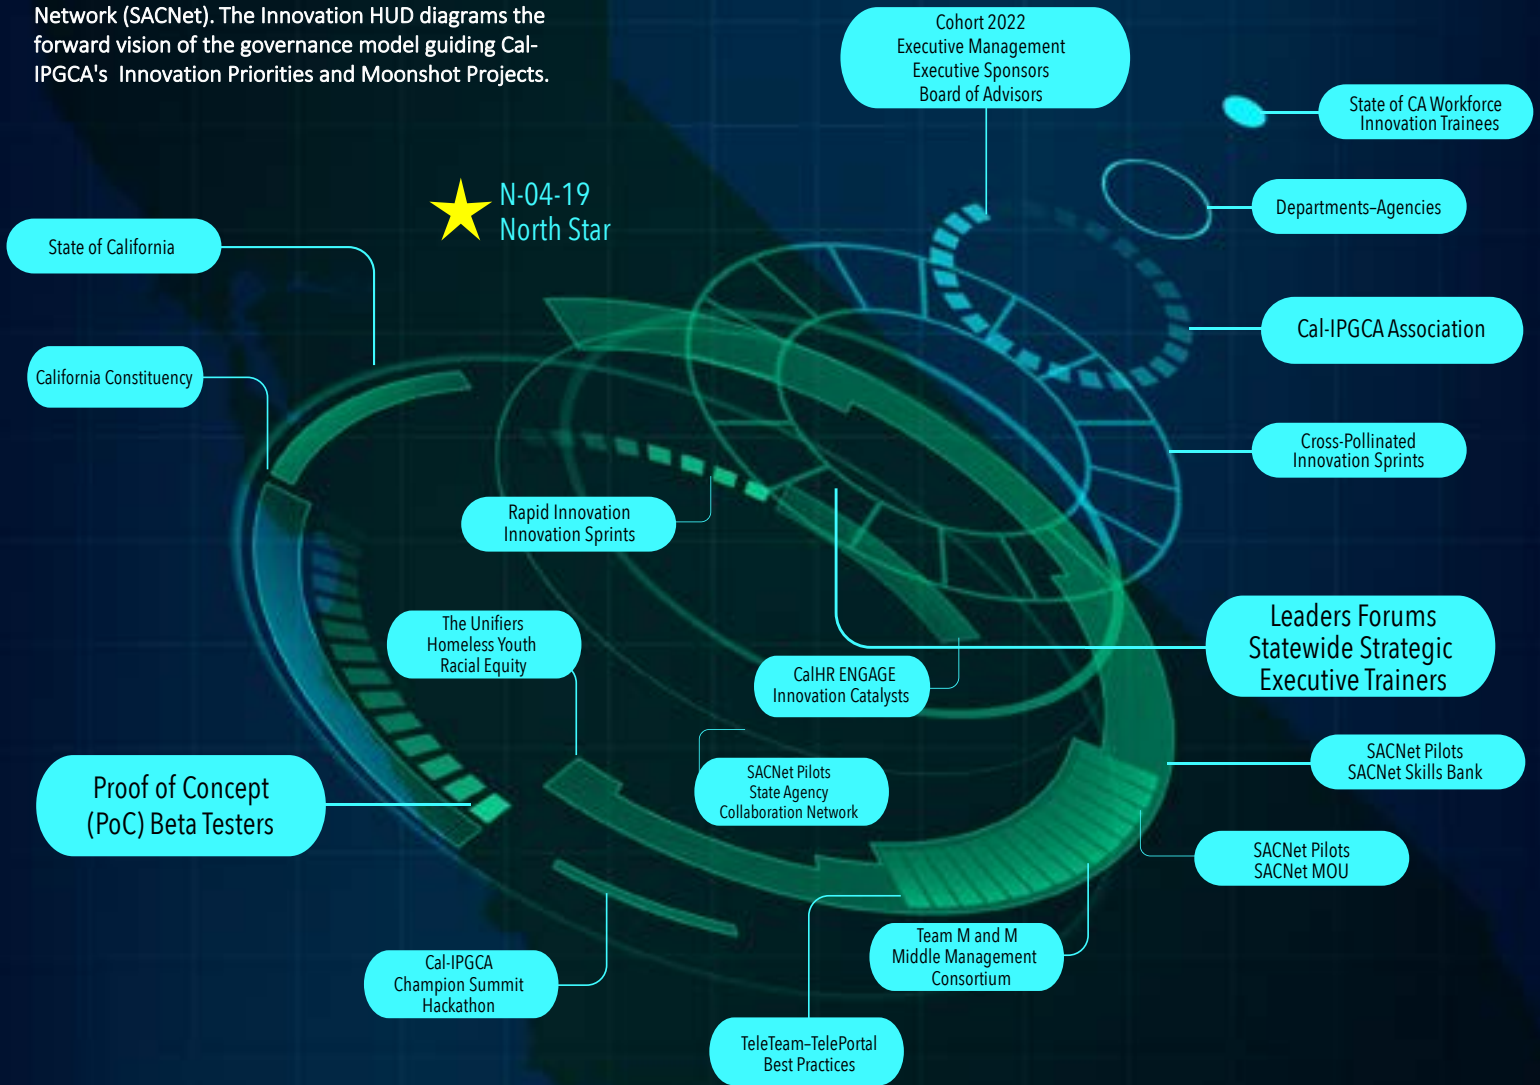 Network (SACNet). The Innovation HUD diagrams the
forward vision of the governance model guiding Cal-
IPGCA's Innovation Priorities and Moonshot Projects.
Cohort 2022
Executive Management
Executive Sponsors
Board of Advisors
State of CA Workforce
Innovation Trainees
N-04-19
North Star
Departments–Agencies
State of California
Cal-IPGCA Association
California Constituency
Cross-Pollinated
Innovation Sprints
Rapid Innovation
Innovation Sprints
The Unifiers
Homeless Youth
Racial Equity
Leaders Forums
Statewide Strategic
Executive Trainers
CalHR ENGAGE
Innovation Catalysts
SACNet Pilots
SACNet Skills Bank
Proof of Concept
(PoC) Beta Testers
SACNet Pilots
State Agency
Collaboration Network
SACNet Pilots
SACNet MOU
Team M and M
Middle Management
Consortium
Cal-IPGCA
Champion Summit
Hackathon
TeleTeam–TelePortal
Best Practices